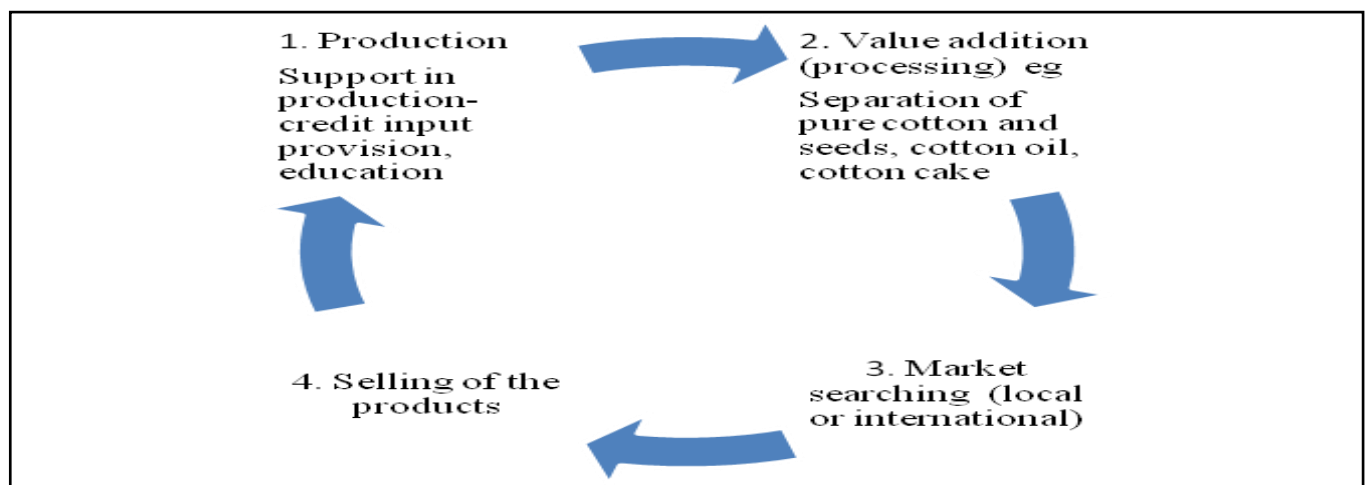 1. Production
Support in
production-
credit input
provision,
education
2. Value addition
(processing) eg
Separation of
pure cotton and
seeds, cotton oil,
cotton cake
3. Market
searching (local
or international)
4. Selling of the
products